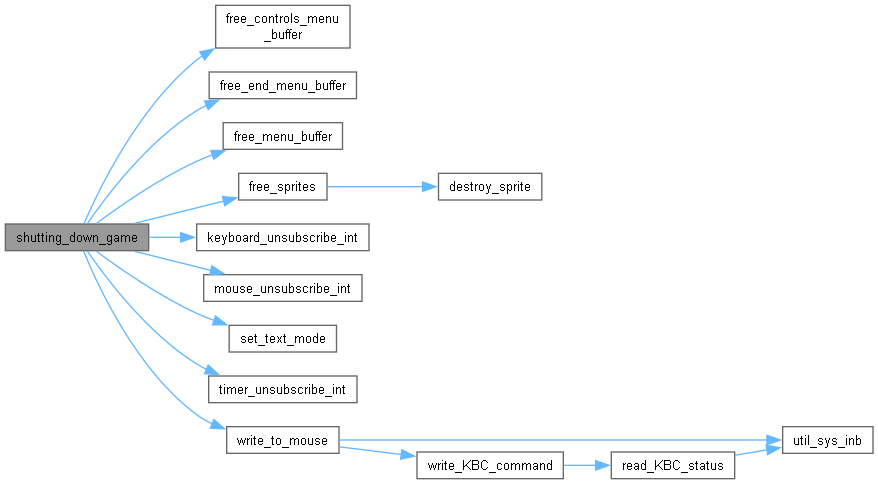 free_controls_menu
_buffer
free_end_menu_buffer
free_menu_buffer
free_sprites
destroy_sprite
shutting_down_game
keyboard_unsubscribe_int
mouse_unsubscribe_int
set_text_mode
timer_unsubscribe_int
write_to_mouse
util_sys_inb
write_KBC_command
read_KBC_status